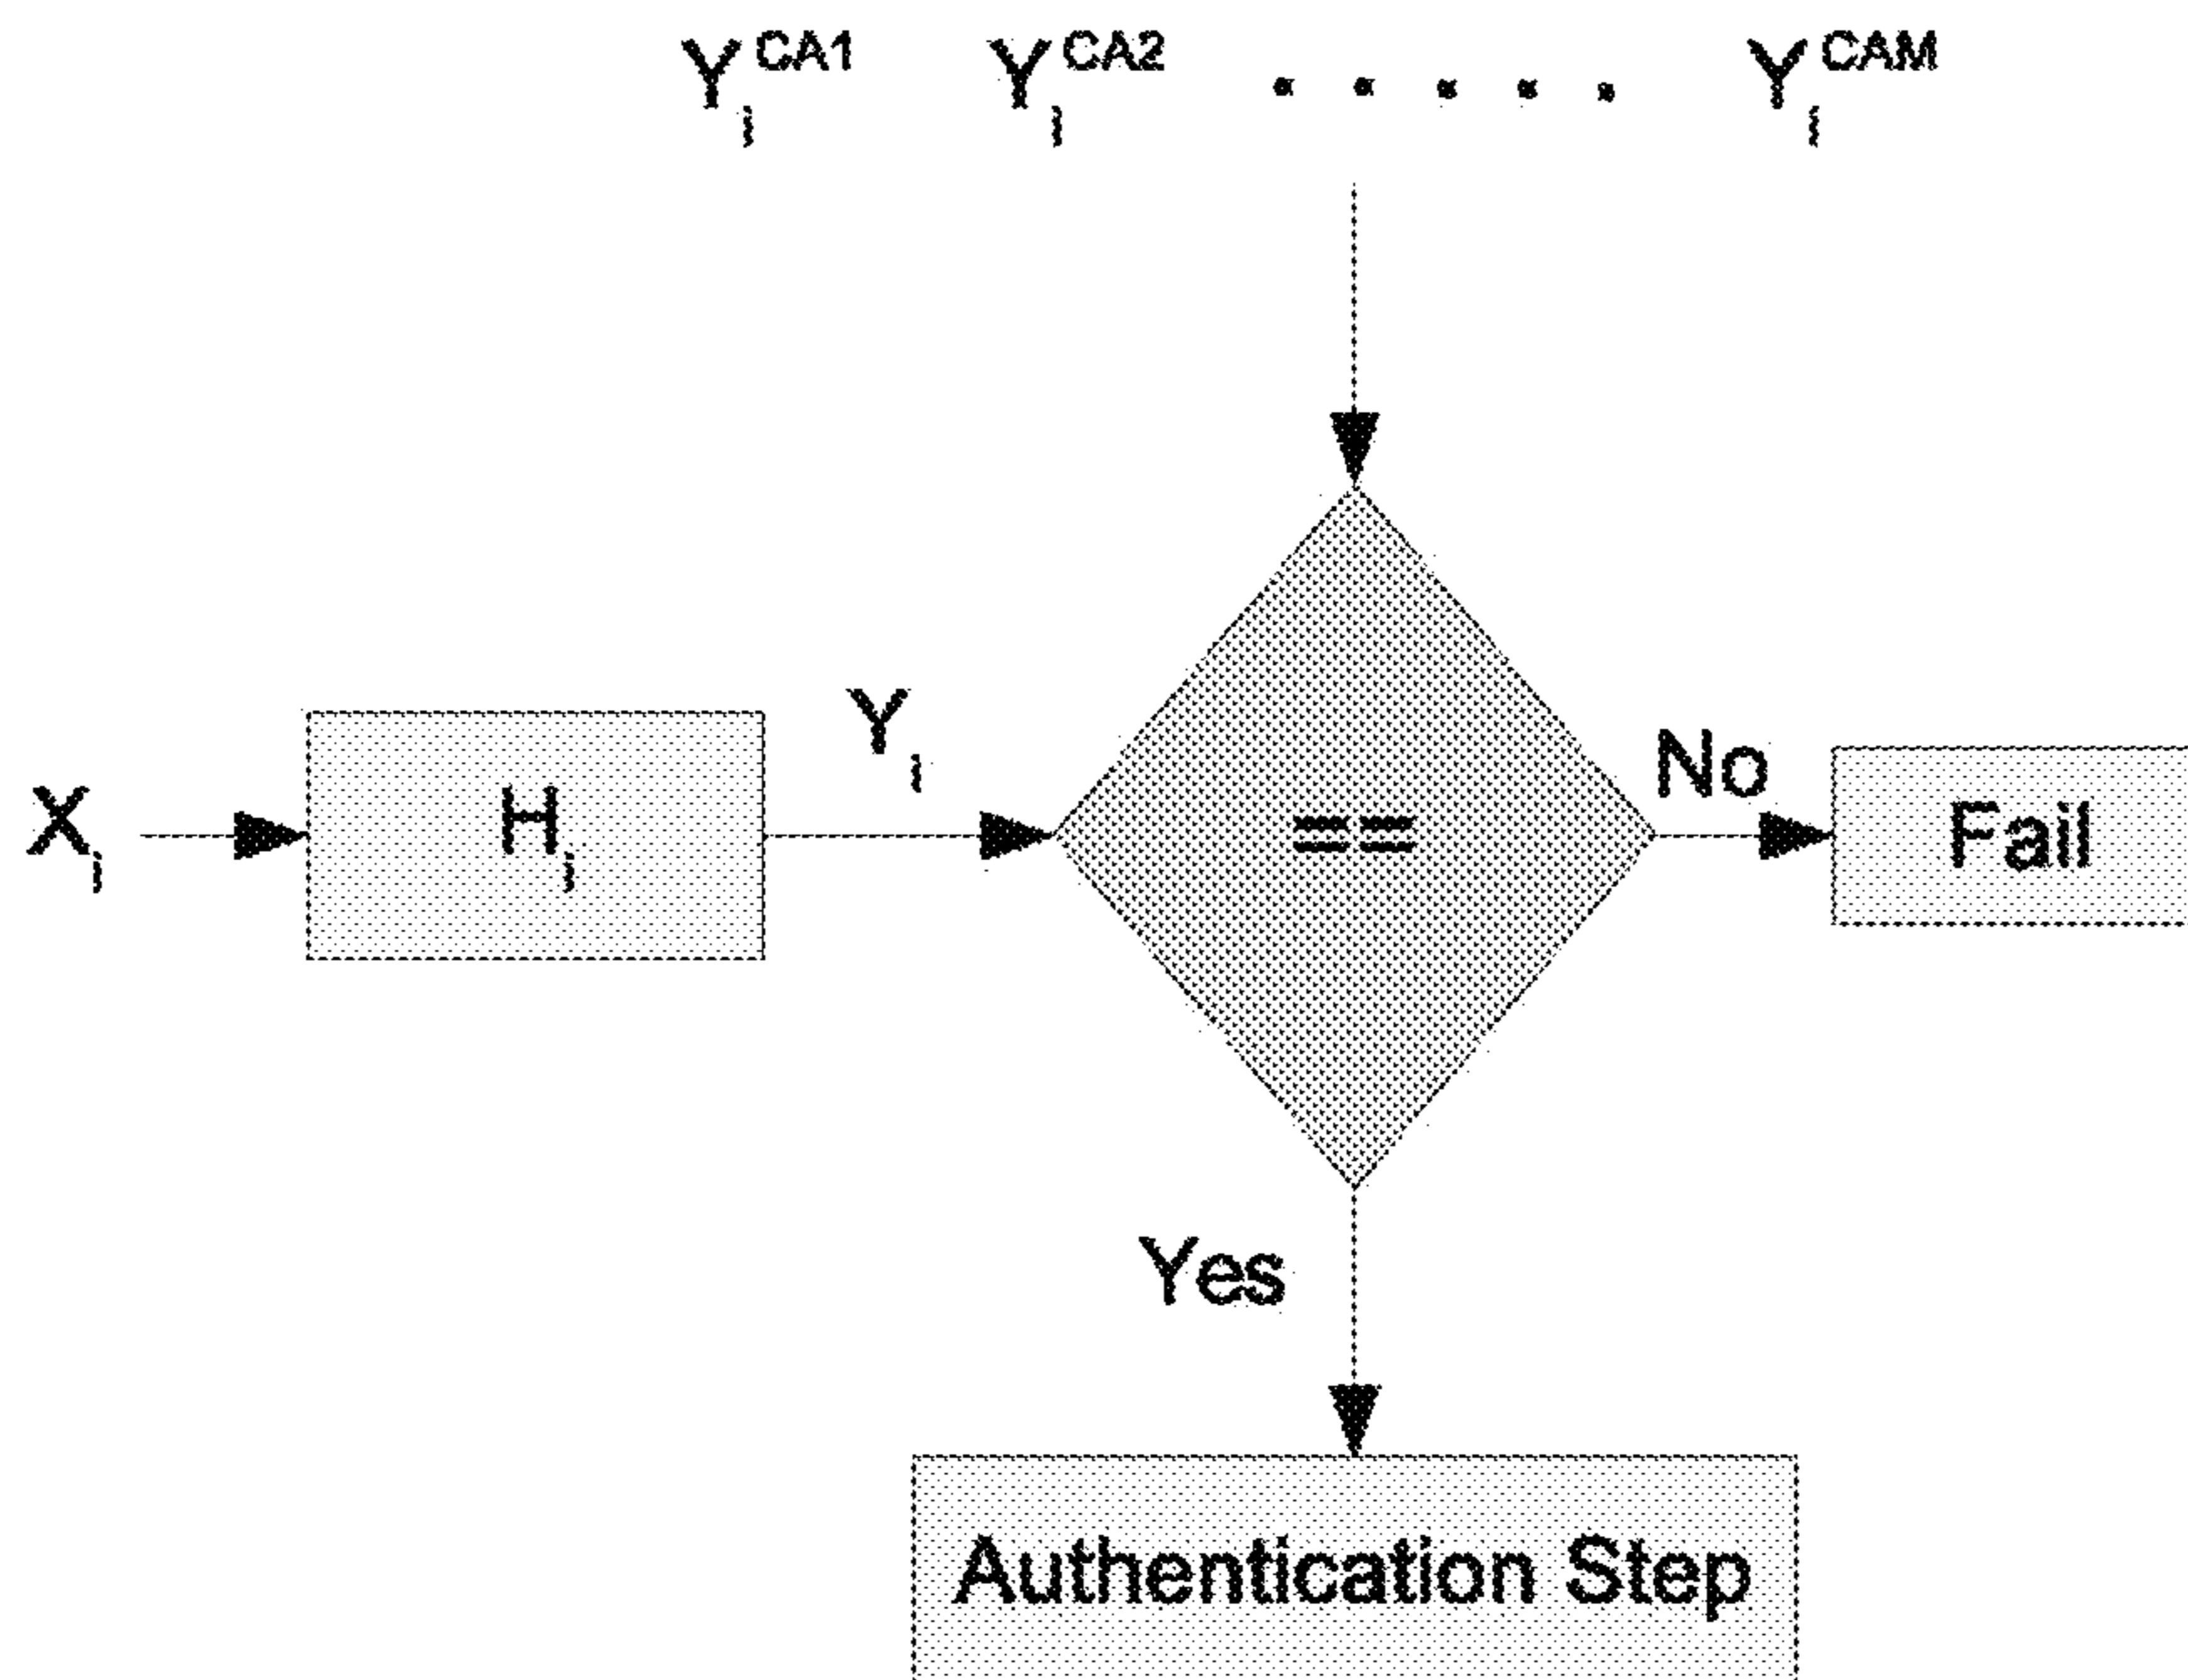 Y_i^CA1 Y_i^CA2 . . . . . Y_i^CAM
Y_i
No
X_i
H_i
==
Fail
Yes
Authentication Step